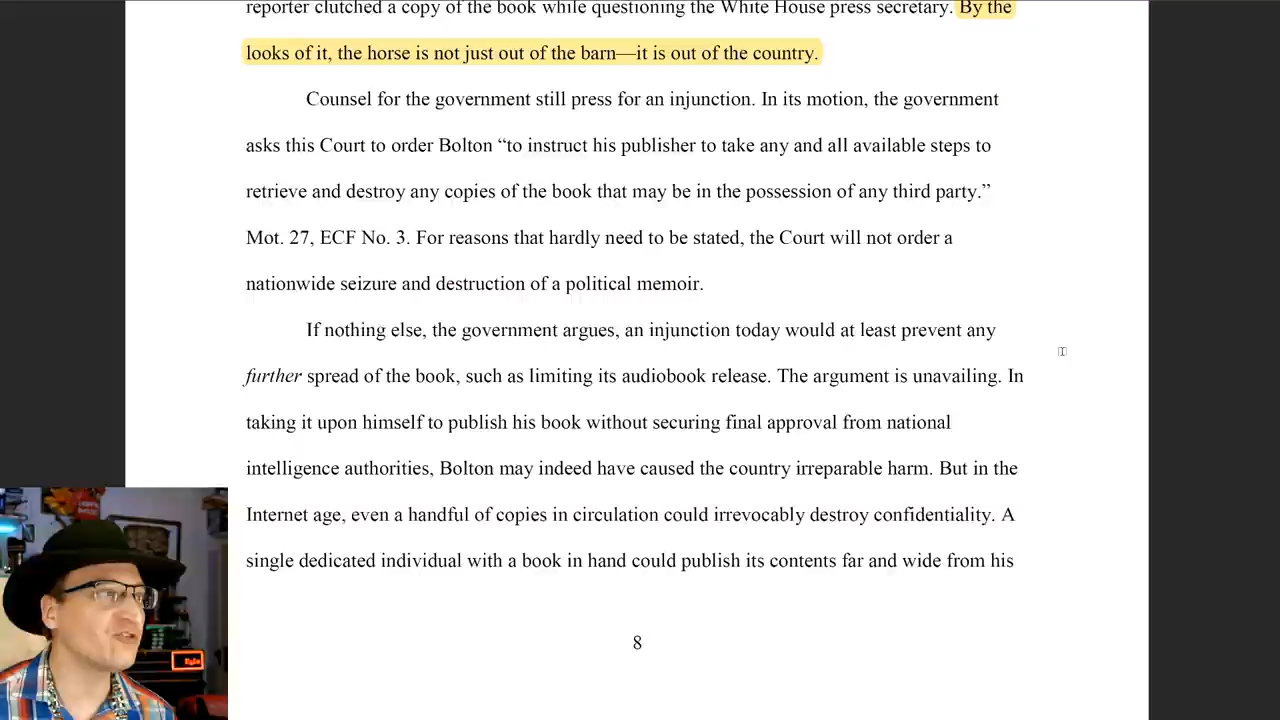 reporter clutched a copy of the book while questioning the White House press secretary. By the
looks of it, the horse is not just out of the barn—it is out of the country.
Counsel for the government still press for an injunction. In its motion, the government
asks this Court to order Bolton “to instruct his publisher to take any and all available steps to
retrieve and destroy any copies of the book that may be in the possession of any third party.”
Mot. 27, ECF No. 3. For reasons that hardly need to be stated, the Court will not order a
nationwide seizure and destruction of a political memoir.
If nothing else, the government argues, an injunction today would at least prevent any
further spread of the book, such as limiting its audiobook release. The argument is unavailing. In
taking it upon himself to publish his book without securing final approval from national
intelligence authorities, Bolton may indeed have caused the country irreparable harm. But in the
Internet age, even a handful of copies in circulation could irrevocably destroy confidentiality. A
single dedicated individual with a book in hand could publish its contents far and wide from his
8